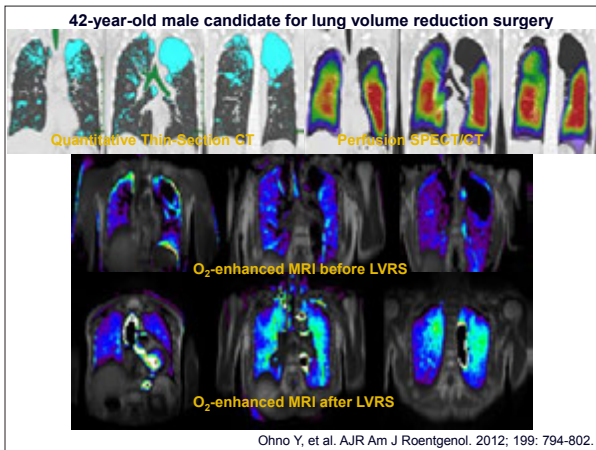 42-year-old male candidate for lung volume reduction surgery
Quantitative Thin-Section CT
Perfusion SPECT/CT
O₂-enhanced MRI before LVRS
O₂-enhanced MRI after LVRS
Ohno Y, et al. AJR Am J Roentgenol. 2012; 199: 794-802.